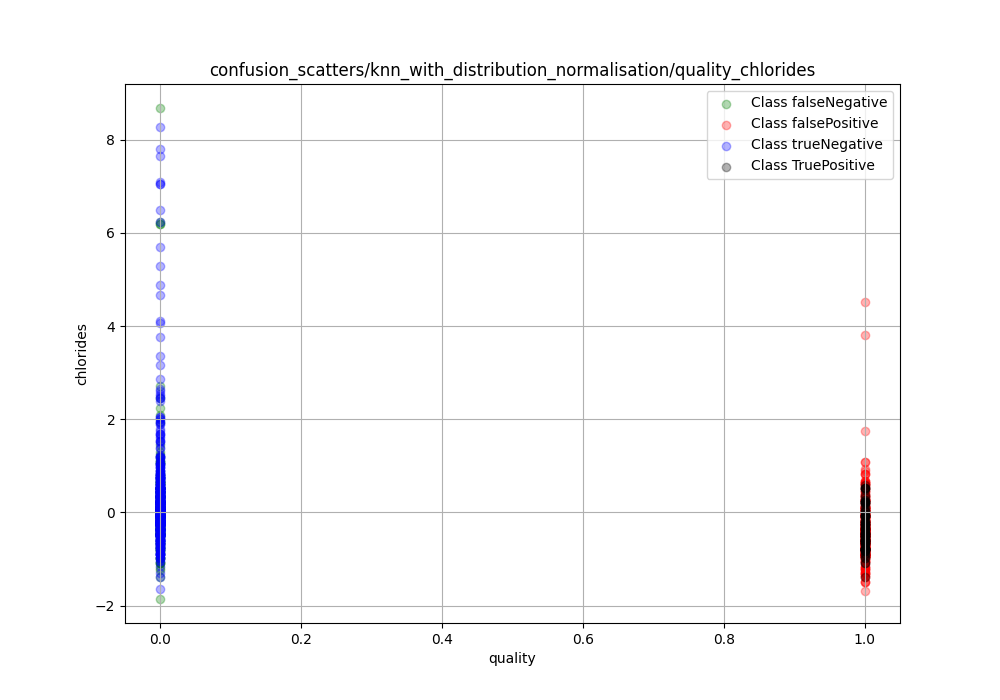 confusion_scatters/knn_with_distribution_normalisation/quality_chlorides
Class falseNegative
Class falsePositive
Class trueNegative
Class TruePositive
8
6
4
2
0
−2
chlorides
0.0 0.2 0.4 0.6 0.8 1.0
quality